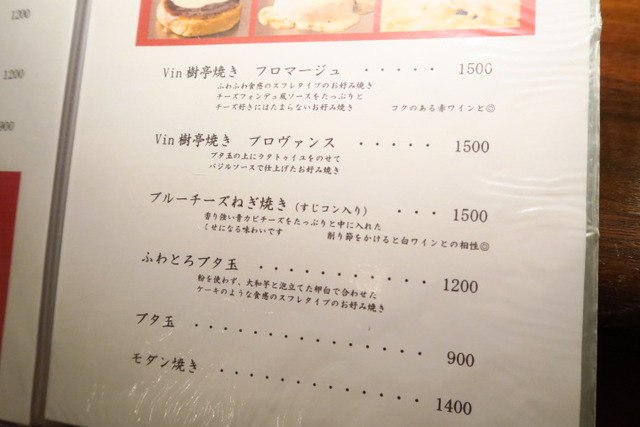 1200
1200
900
Vin樹亭焼き フロマージュ ・・・・・ 1500
ふわふわ食感のスフレタイプのお好み焼き
チーズフォンデュ風ソースをたっぷりと
チーズ好きにはたまらないお好み焼き コクのある赤ワインと◎
Vin樹亭焼き プロヴァンス ・・・・・ 1500
ブタ玉の上にラタトゥイユをのせて
バジルソースで仕上げたお好み焼き
ブルーチーズねぎ焼き(すじコン入り) ・・・ 1500
香り強い青カビチーズをたっぷりと中に入れた
くせになる味わいです 削り節をかけると白ワインとの相性◎
ふわとろブタ玉 ・・・・・・・・・・・ 1200
粉を使わず、大和芋と泡立てた卵白で合わせた
ケーキのような食感のスフレタイプのお好み焼き
ブタ玉 ・・・・・・・・・・・・・・・ 900
モダン焼き ・・・・・・・・・・・・・ 1400